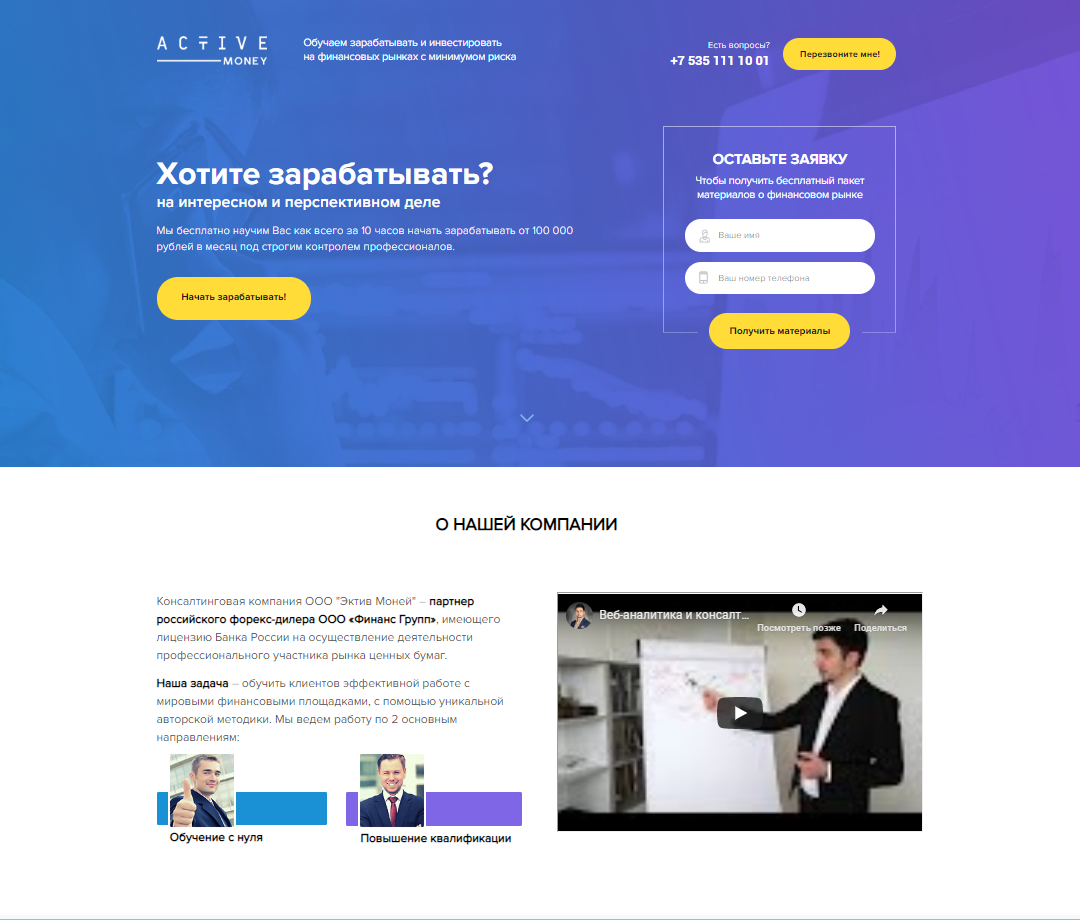 ACTIVE
MONEY
Обучаем зарабатывать и инвестировать
на финансовых рынках с минимумом риска
Есть вопросы?
+7 535 111 10 01
Перезвоните мне!
Хотите зарабатывать?
на интересном и перспективном деле
Мы бесплатно научим Вас как всего за 10 часов начать зарабатывать от 100 000
рублей в месяц под строгим контролем профессионалов.
Начать зарабатывать!
ОСТАВЬТЕ ЗАЯВКУ
Чтобы получить бесплатный пакет
материалов о финансовом рынке
Ваше имя
Ваш номер телефона
Получить материалы
О НАШЕЙ КОМПАНИИ
Консалтинговая компания ООО "Эктив Моней" – партнер
российского форекс-дилера ООО «Финанс Групп», имеющего
лицензию Банка России на осуществление деятельности
профессионального участника рынка ценных бумаг.
Наша задача – обучить клиентов эффективной работе с
мировыми финансовыми площадками, с помощью уникальной
авторской методики. Мы ведем работу по 2 основным
направлениям:
Обучение с нуля
Повышение квалификации
Веб-аналитика и консалт...
Посмотреть позже
Поделиться